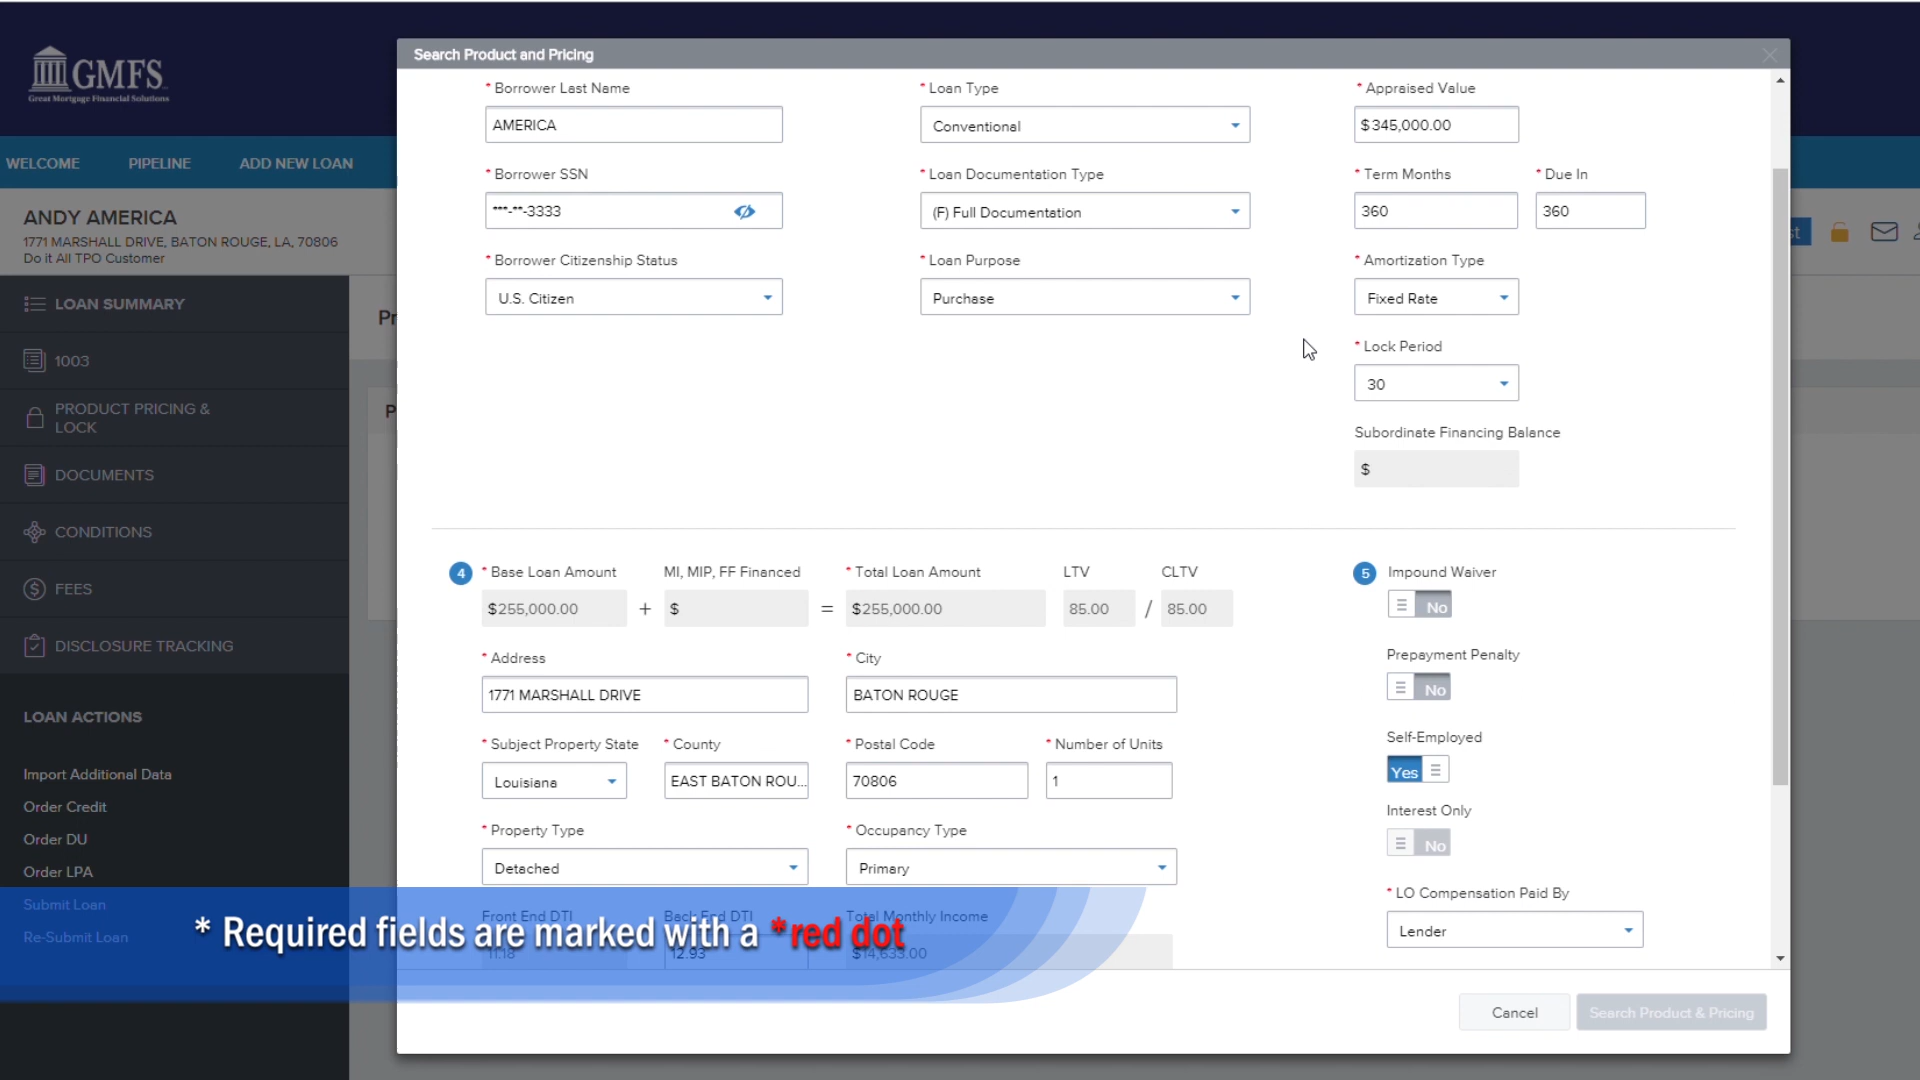 GMFS
Great Mortgage Financial Solutions
WELCOME
PIPELINE
ADD NEW LOAN
ANDY AMERICA
1771 MARSHALL DRIVE, BATON ROUGE, LA, 70806
Do it All TPO Customer
LOAN SUMMARY
1003
PRODUCT PRICING &
LOCK
DOCUMENTS
CONDITIONS
FEES
DISCLOSURE TRACKING
LOAN ACTIONS
Import Additional Data
Order Credit
Order DU
Order LPA
Submit Loan
Re-Submit Loan
Search Product and Pricing
* Borrower Last Name
AMERICA
* Borrower SSN
***-**-3333
* Borrower Citizenship Status
U.S. Citizen
* Loan Type
Conventional
* Loan Documentation Type
(F) Full Documentation
* Loan Purpose
Purchase
* Appraised Value
$345,000.00
* Term Months
360
* Due In
360
* Amortization Type
Fixed Rate
* Lock Period
30
Subordinate Financing Balance
$
4 * Base Loan Amount MI, MIP, FF Financed * Total Loan Amount LTV CLTV
$255,000.00 + $ = $255,000.00 85.00 / 85.00
* Address * City
1771 MARSHALL DRIVE BATON ROUGE
* Subject Property State * County * Postal Code * Number of Units
Louisiana EAST BATON ROU... 70806 1
* Property Type * Occupancy Type
Detached Primary
Front End DTI Back End DTI Total Monthly Income
11.18 12.93 $14,633.00
5 Impound Waiver
No
Prepayment Penalty
No
Self-Employed
Yes
Interest Only
No
* LO Compensation Paid By
Lender
* Required fields are marked with a *red dot
Cancel
Search Product & Pricing